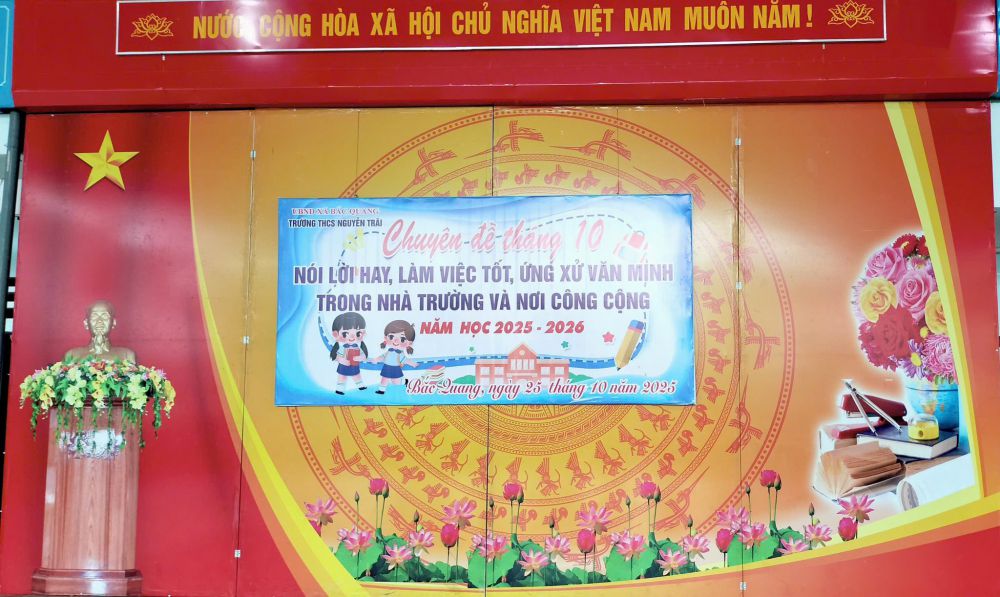 NƯỚC CỘNG HÒA XÃ HỘI CHỦ NGHĨA VIỆT NAM MUÔN NĂM!
UBND XÃ BẮC QUANG
TRƯỜNG THCS NGUYỄN TRÃI
Chuyên đề tháng 10
NÓI LỜI HAY, LÀM VIỆC TỐT, ỨNG XỬ VĂN MINH
TRONG NHÀ TRƯỜNG VÀ NƠI CÔNG CỘNG
NĂM HỌC 2025 - 2026
Bắc Quang, ngày 25 tháng 10 năm 2025